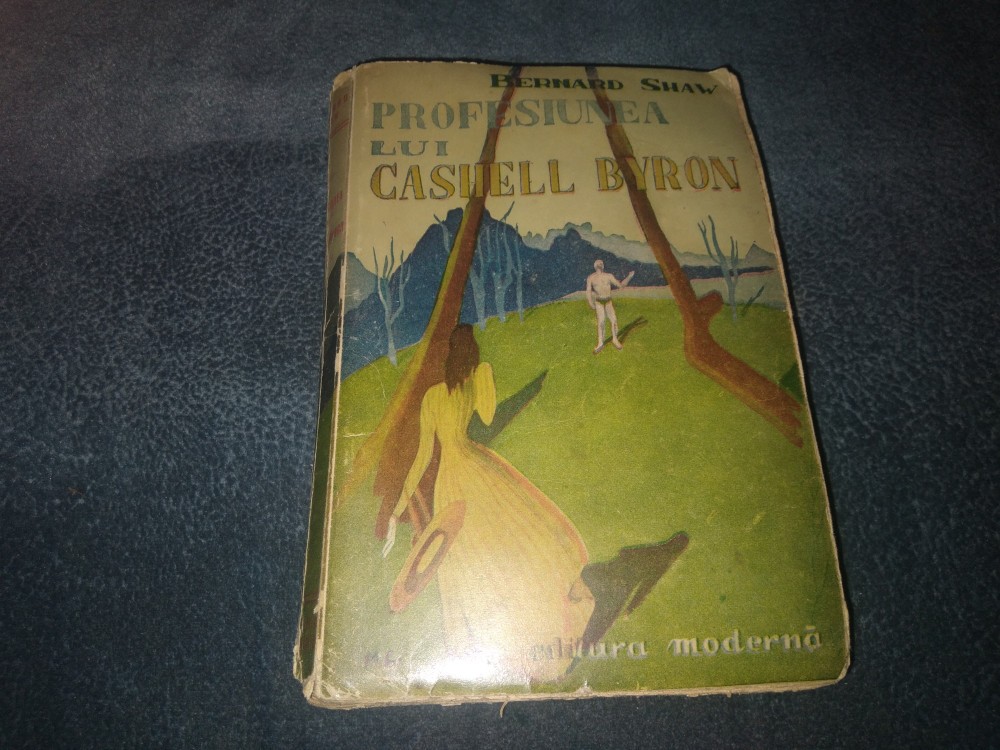 BERNARD SHAW
PROFESIUNEA
LUI
CASHELL BYRON
cultura modernă